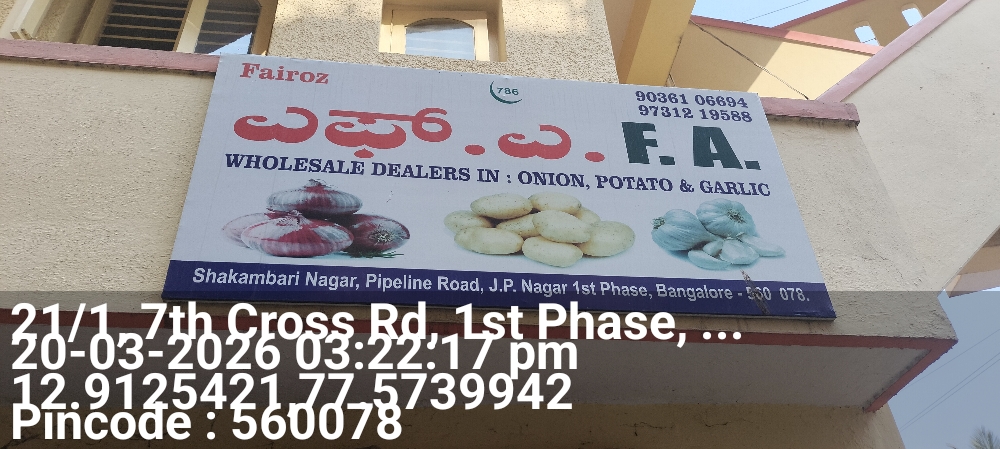 Fairoz
786
90361 06694
97312 19588
ಎಫ್.ಎ. F. A.
WHOLESALE DEALERS IN : ONION, POTATO & GARLIC
Shakambari Nagar, Pipeline Road, J.P. Nagar 1st Phase, Bangalore - 560 078.
21/1, 7th Cross Rd, 1st Phase, ...
20-03-2026 03:22:17 pm
12.9125421,77.5739942
Pincode : 560078